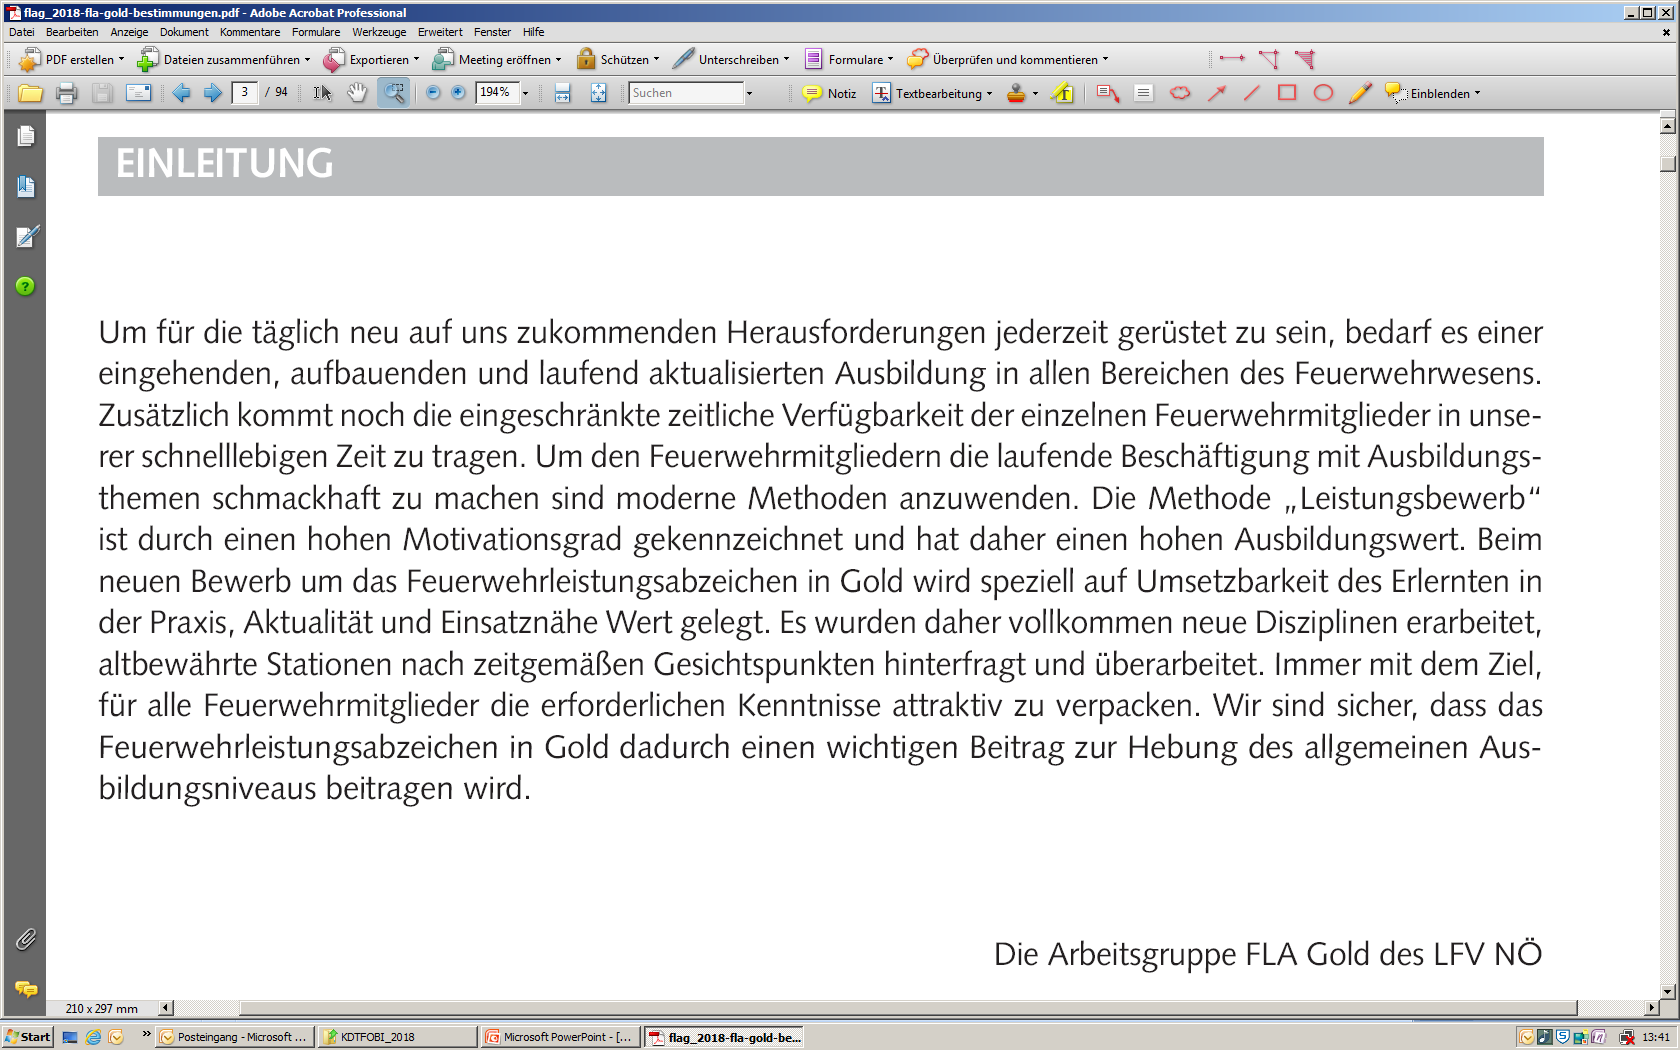 flag_2018-fla-gold-bestimmungen.pdf - Adobe Acrobat Professional
Datei Bearbeiten Anzeige Dokument Kommentare Formulare Werkzeuge Erweitert Fenster Hilfe
PDF erstellen Dateien zusammenführen Exportieren Meeting eröffnen Schützen Unterschreiben Formulare Überprüfen und kommentieren
3 / 94 194% Suchen Notiz Textbearbeitung Einblenden
EINLEITUNG
Um für die täglich neu auf uns zukommenden Herausforderungen jederzeit gerüstet zu sein, bedarf es einer
eingehenden, aufbauenden und laufend aktualisierten Ausbildung in allen Bereichen des Feuerwehrwesens.
Zusätzlich kommt noch die eingeschränkte zeitliche Verfügbarkeit der einzelnen Feuerwehrmitglieder in unse-
rer schnelllebigen Zeit zu tragen. Um den Feuerwehrmitgliedern die laufende Beschäftigung mit Ausbildungs-
themen schmackhaft zu machen sind moderne Methoden anzuwenden. Die Methode „Leistungsbewerb“
ist durch einen hohen Motivationsgrad gekennzeichnet und hat daher einen hohen Ausbildungswert. Beim
neuen Bewerb um das Feuerwehrleistungsabzeichen in Gold wird speziell auf Umsetzbarkeit des Erlernten in
der Praxis, Aktualität und Einsatznähe Wert gelegt. Es wurden daher vollkommen neue Disziplinen erarbeitet,
altbewährte Stationen nach zeitgemäßen Gesichtspunkten hinterfragt und überarbeitet. Immer mit dem Ziel,
für alle Feuerwehrmitglieder die erforderlichen Kenntnisse attraktiv zu verpacken. Wir sind sicher, dass das
Feuerwehrleistungsabzeichen in Gold dadurch einen wichtigen Beitrag zur Hebung des allgemeinen Aus-
bildungsniveaus beitragen wird.
Die Arbeitsgruppe FLA Gold des LFV NÖ
210 x 297 mm
Start » Posteingang - Microsoft ... KDTFOBI_2018 Microsoft PowerPoint - [... flag_2018-fla-gold-be... 13:41